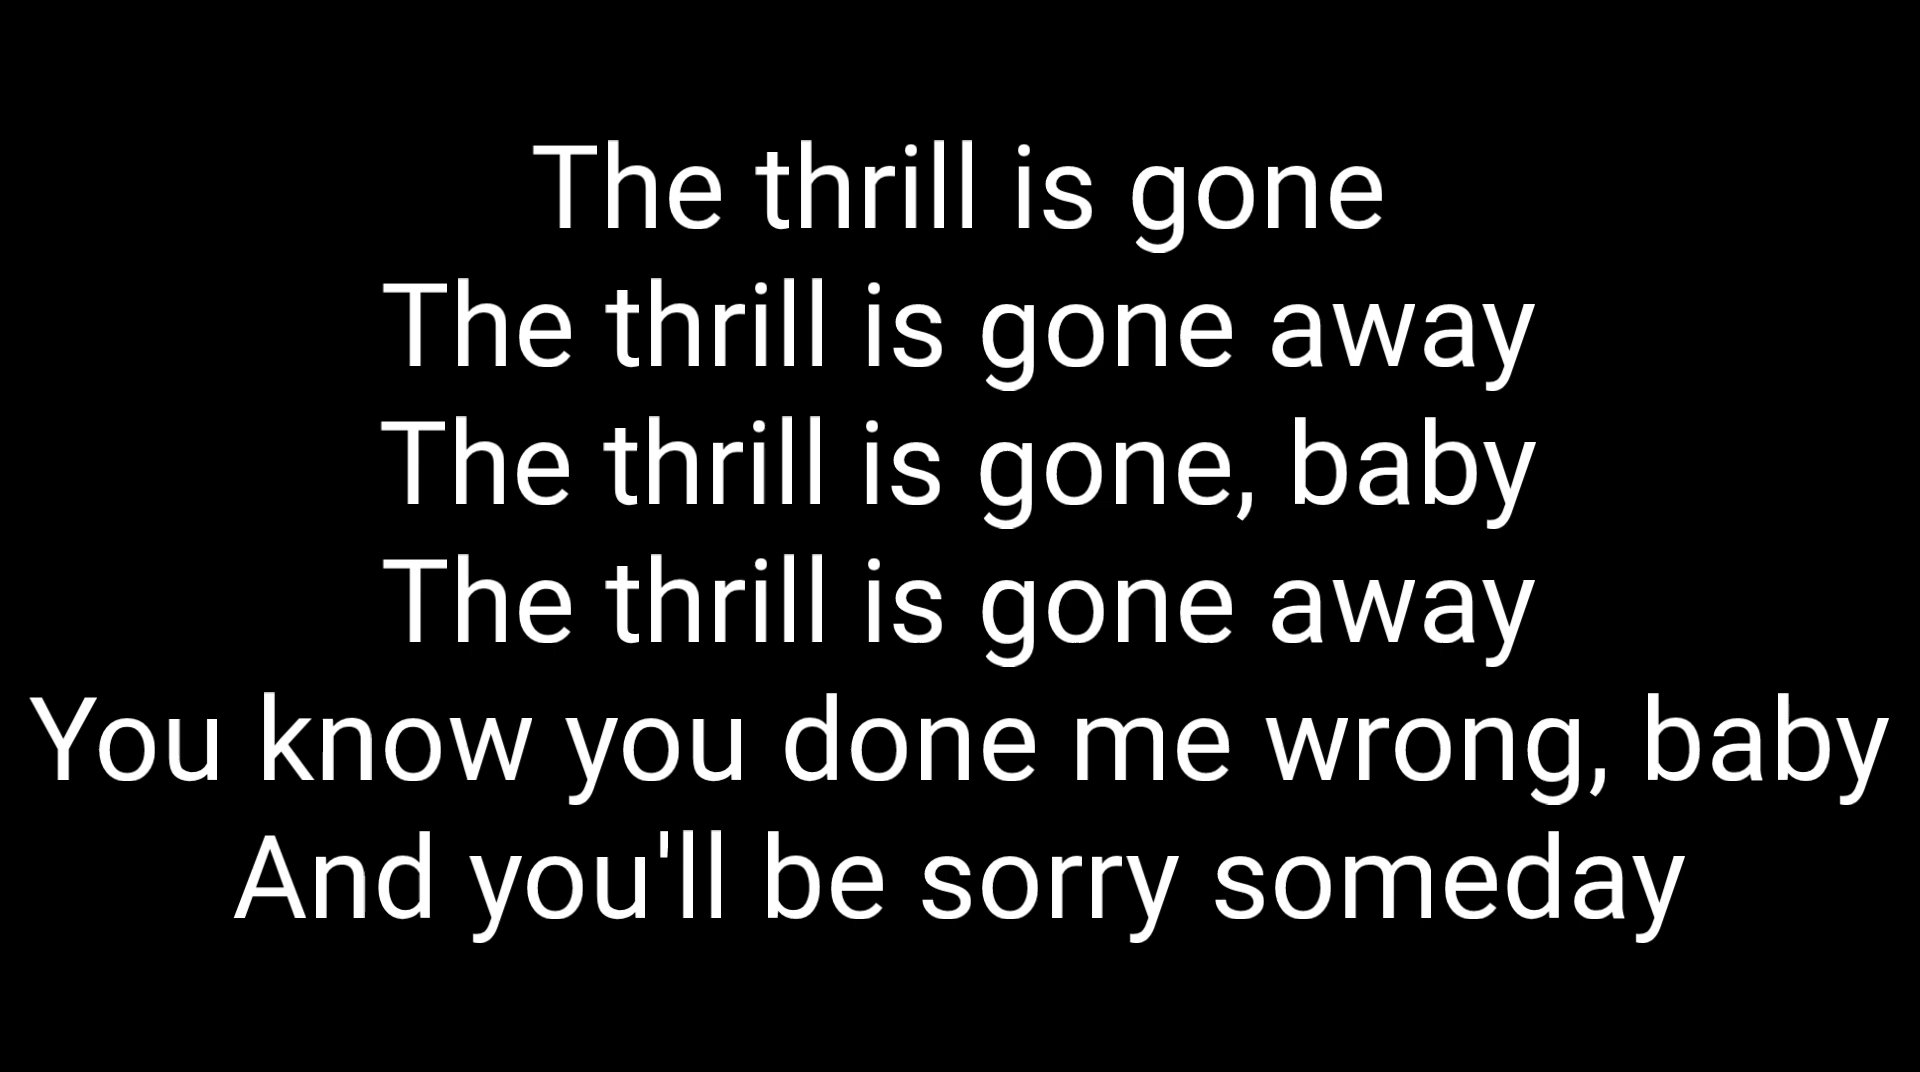 The thrill is gone
The thrill is gone away
The thrill is gone, baby
The thrill is gone away
You know you done me wrong, baby
And you'll be sorry someday